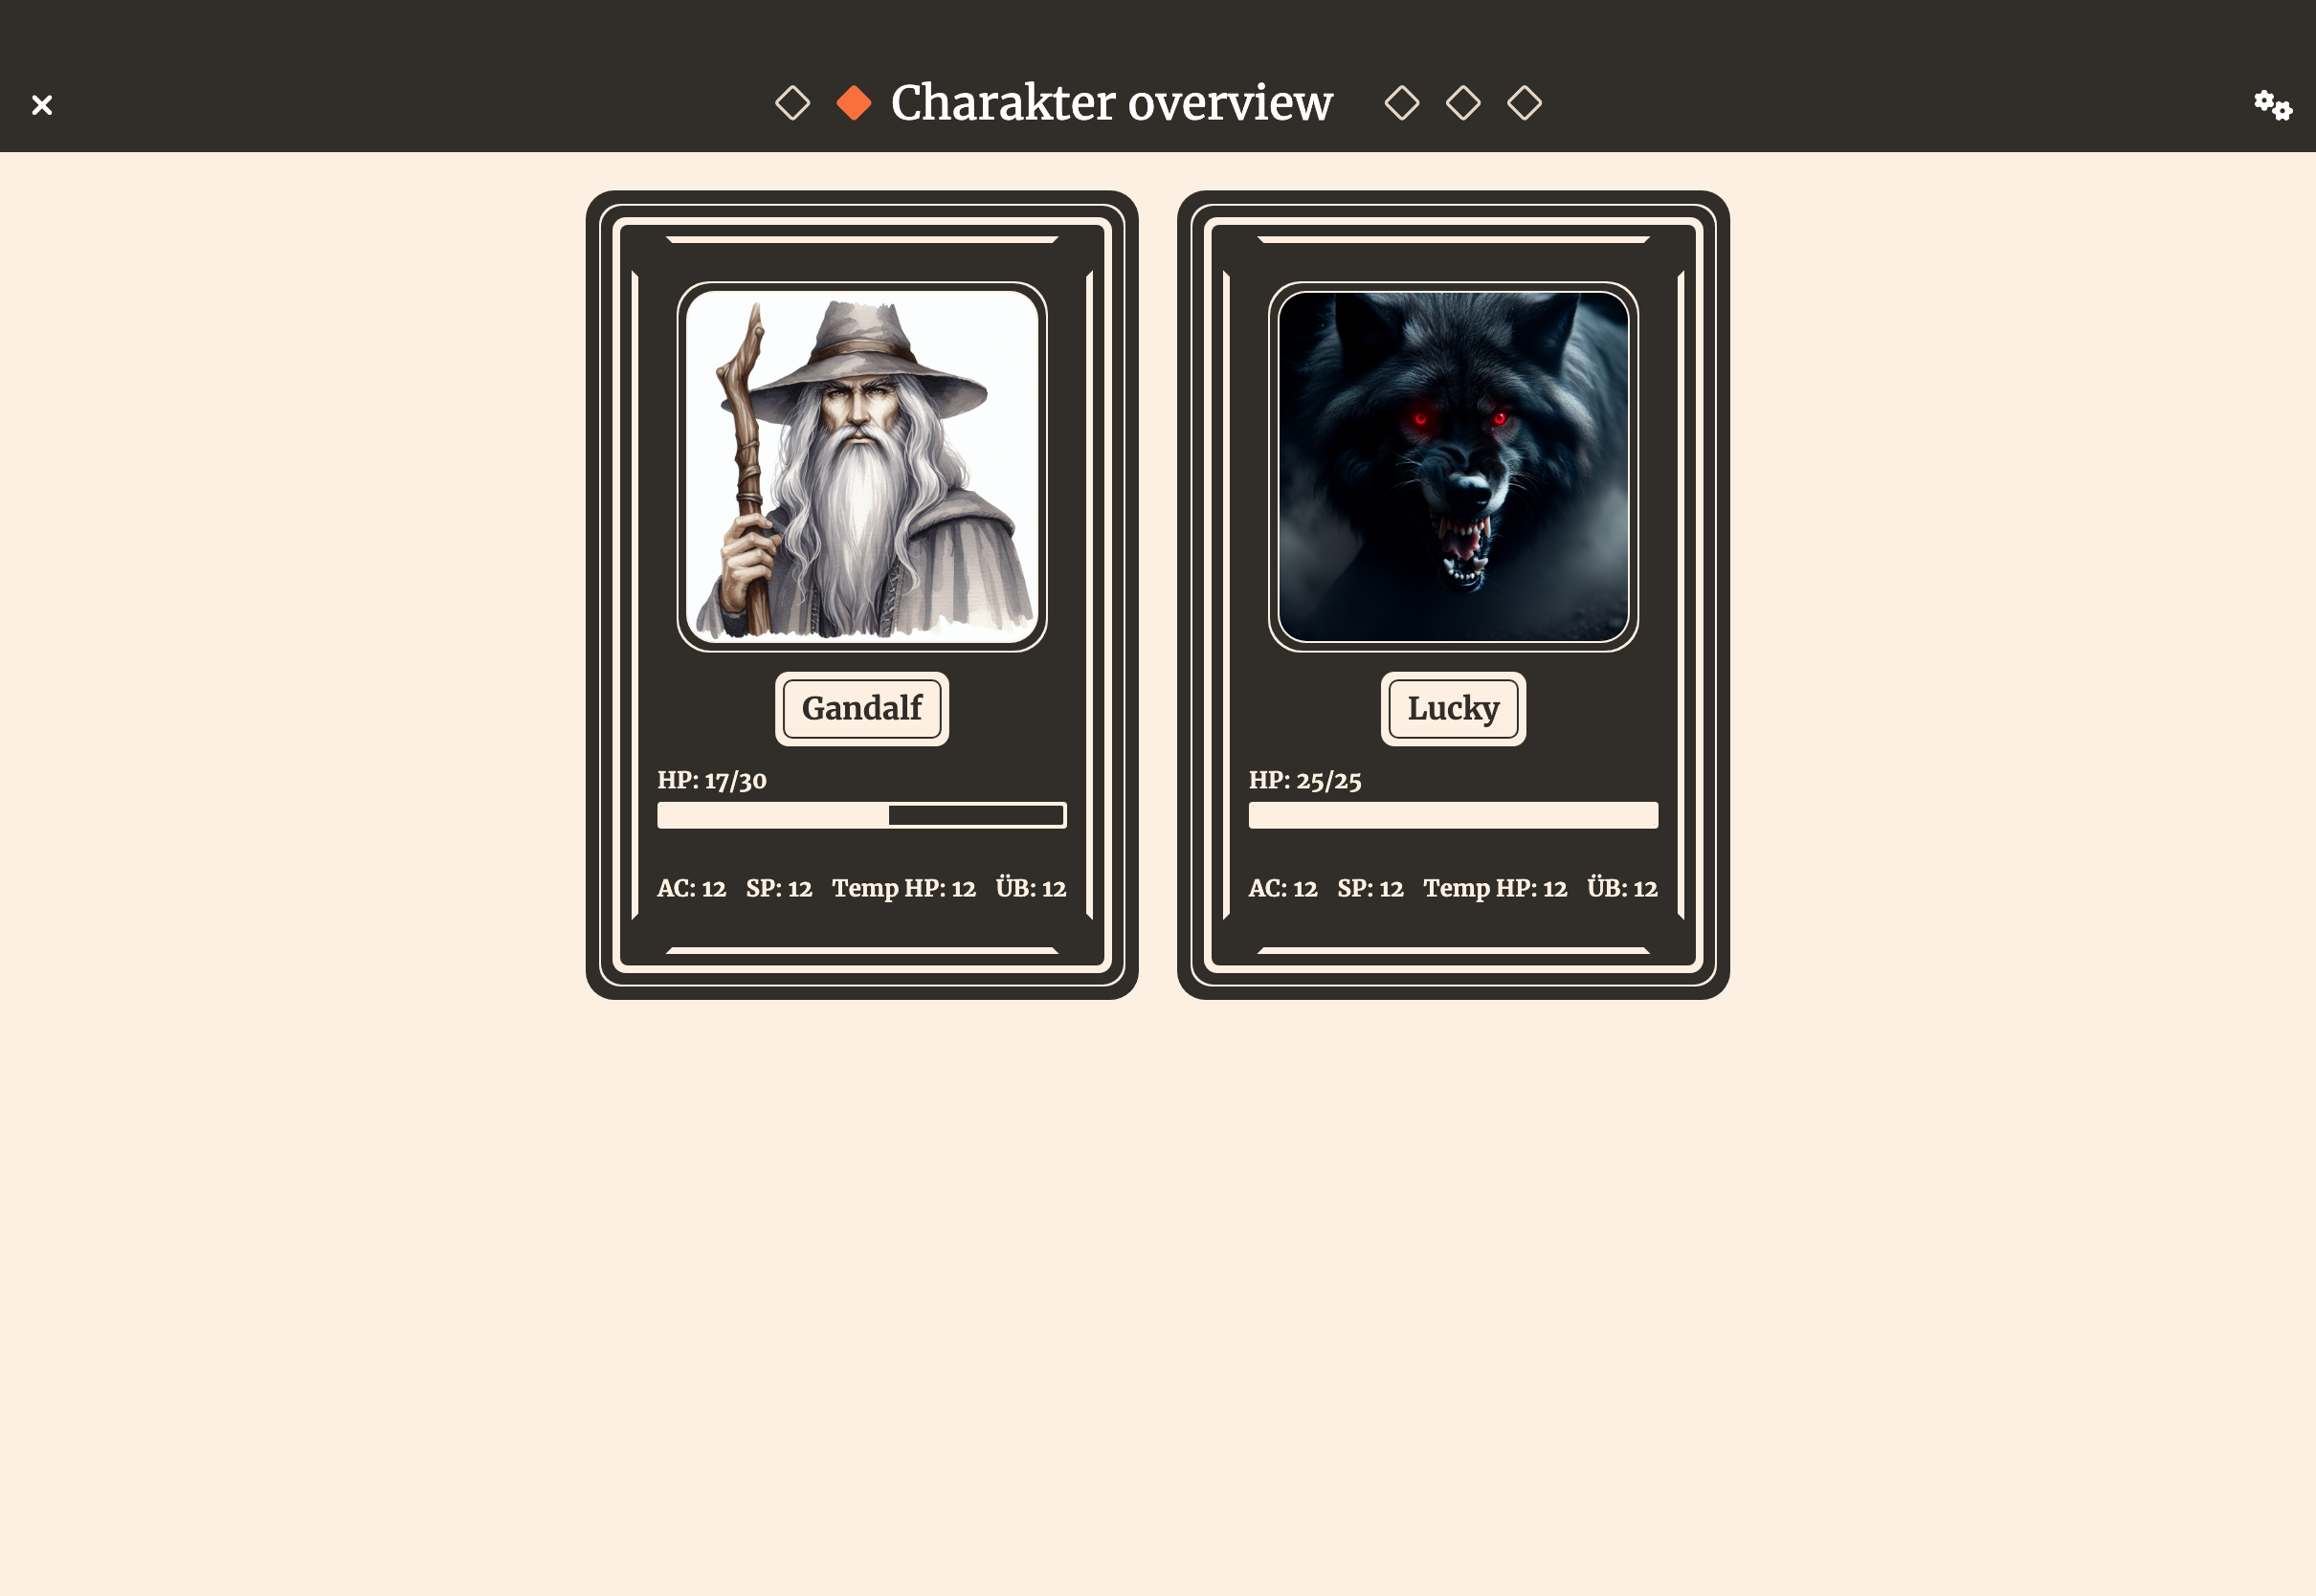 Charakter overview
Gandalf
HP: 17/30
AC: 12 SP: 12 Temp HP: 12 ÜB: 12
Lucky
HP: 25/25
AC: 12 SP: 12 Temp HP: 12 ÜB: 12